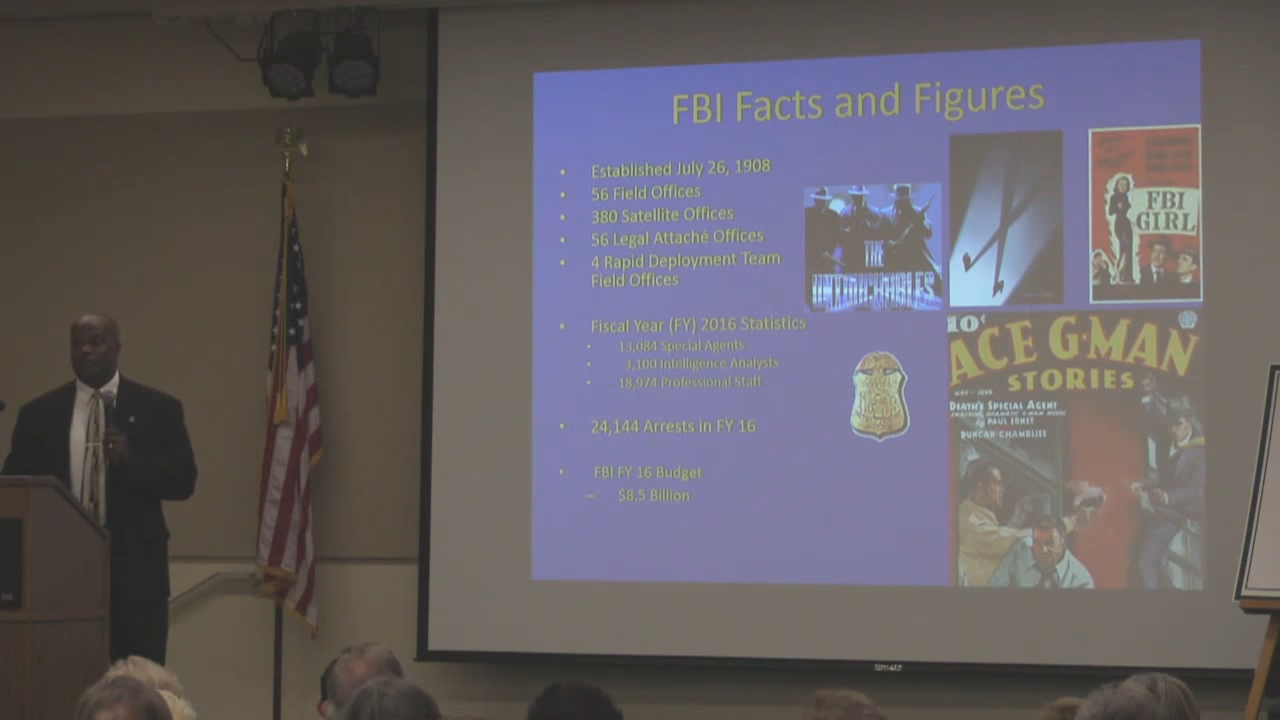 FBI Facts and Figures
• Established July 26, 1908
• 56 Field Offices
• 380 Satellite Offices
• 56 Legal Attaché Offices
• 4 Rapid Deployment Team
Field Offices
• Fiscal Year (FY) 2016 Statistics
• 13,084 Special Agents
• 3,100 Intelligence Analysts
• 18,974 Professional Staff
• 24,144 Arrests in FY 16
• FBI FY 16 Budget
– $8.5 Billion
THE
UNTOUCHABLES
FBI
GIRL
10¢
ACE G-MAN
STORIES
MAY - JUNE
DEATH'S SPECIAL AGENT
PAUL ERNST
DUNCAN CHAMBLISS